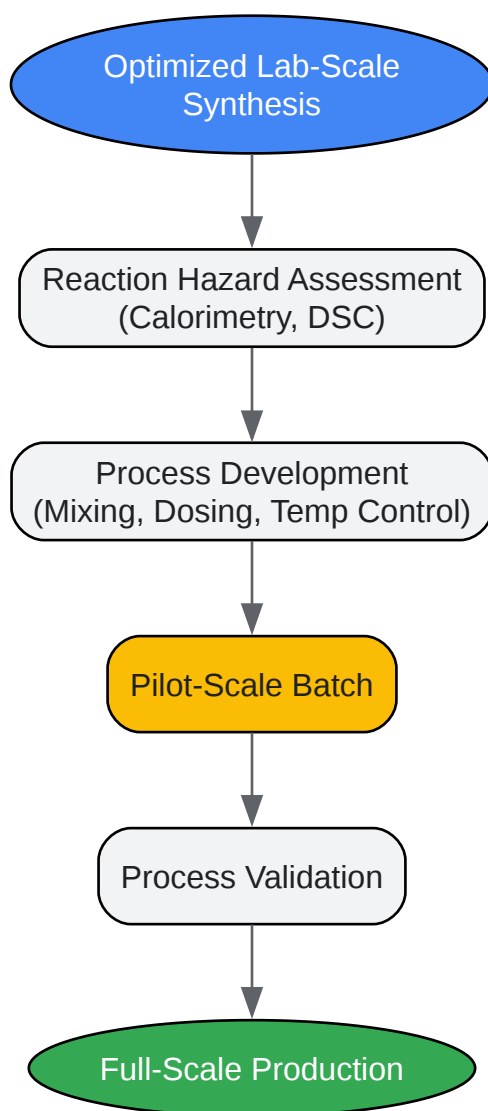 Optimized Lab-Scale
Synthesis
Reaction Hazard Assessment
(Calorimetry, DSC)
Process Development
(Mixing, Dosing, Temp Control)
Pilot-Scale Batch
Process Validation
Full-Scale Production